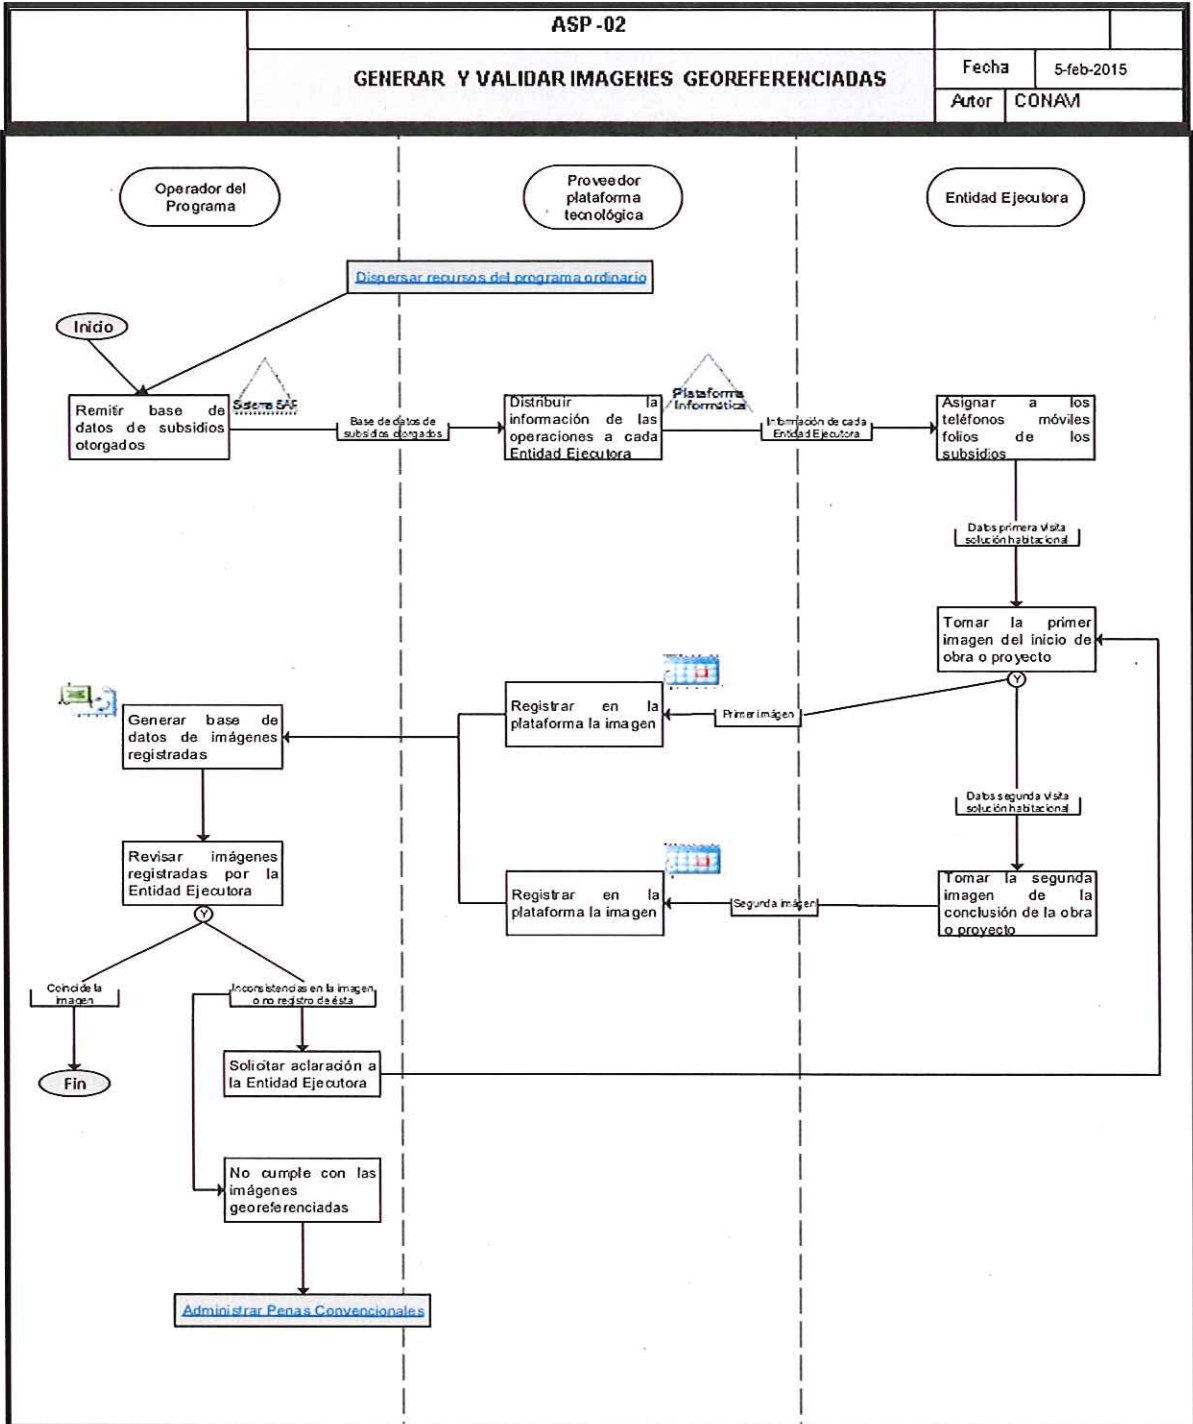 ASP-02
GENERAR Y VALIDAR IMAGENES GEOREFERENCIADAS
Fecha
5-feb-2015
Autor
CONAVI
Operador del
Programa
Proveedor
plataforma
tecnológica
Entidad Ejecutora
Dispersar recursos del programa ordinario
Inicio
Remitir base de
datos de subsidios
otorgados
Sistema SAP
Base de datos de
subsidios otorgados
Distribuir la
información de las
operaciones a cada
Entidad Ejecutora
Plataforma
Informática
Información de cada
Entidad Ejecutora
Asignar a los
teléfonos móviles
folios de los
subsidios
Datos primera visita
solución habitacional
Tomar la primer
imagen del inicio de
obra o proyecto
Y
Generar base de
datos de imágenes
registradas
Registrar en la
plataforma la imagen
Primer imágen
Datos segunda visita
solución habitacional
Revisar imágenes
registradas por la
Entidad Ejecutora
Y
Registrar en la
plataforma la imagen
Segunda imágen
Tomar la segunda
imagen de la
conclusión de la obra
o proyecto
Coincide la
imagen
Inconsistencias en la imagen
o no registro de ésta
Fin
Solicitar aclaración a
la Entidad Ejecutora
No cumple con las
imágenes
georeferenciadas
Administrar Penas Convencionales